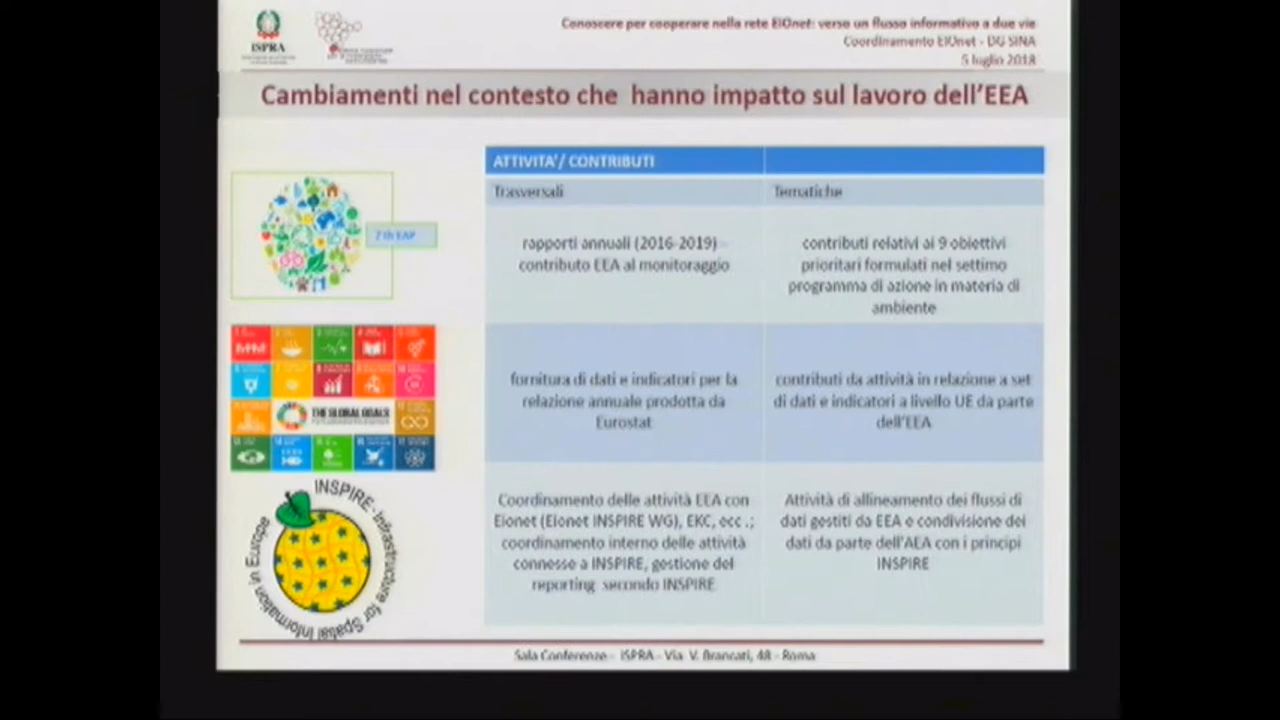 ISPRA
Conoscere per cooperare nella rete EIOnet: verso un flusso informativo a due vie
Coordinamento EIOnet - DG SINA
5 luglio 2018
Cambiamenti nel contesto che hanno impatto sul lavoro dell'EEA
ATTIVITA'/ CONTRIBUTI
Trasversali
Tematiche
7 th EAP
rapporti annuali (2016-2019) -
contributo EEA al monitoraggio
contributi relativi ai 9 obiettivi
prioritari formulati nel settimo
programma di azione in materia di
ambiente
THE GLOBAL GOALS
fornitura di dati e indicatori per la
relazione annuale prodotta da
Eurostat
contributi da attività in relazione a set
di dati e indicatori a livello UE da parte
dell'EEA
INSPIRE - Infrastructure for Spatial Information in Europe
Coordinamento delle attività EEA con
Eionet (Eionet INSPIRE WG), EKC, ecc .;
coordinamento interno delle attività
connesse a INSPIRE, gestione del
reporting secondo INSPIRE
Attività di allineamento dei flussi di
dati gestiti da EEA e condivisione dei
dati da parte dell'AEA con i principi
INSPIRE
Sala Conferenze - ISPRA - Via V. Brancati, 48 - Roma